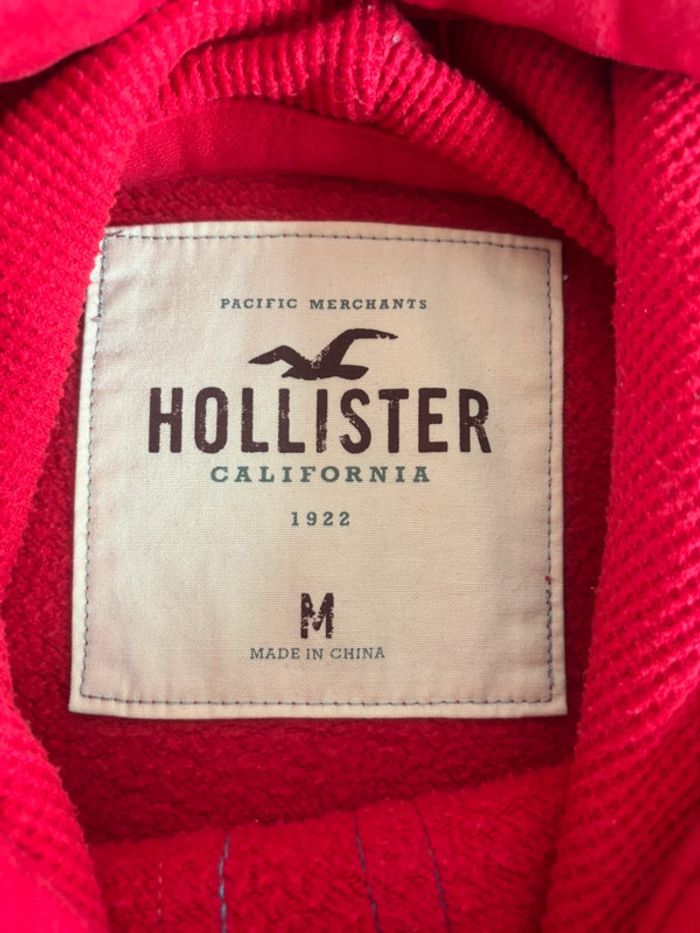 PACIFIC MERCHANTS
HOLLISTER
CALIFORNIA
1922
M
MADE IN CHINA